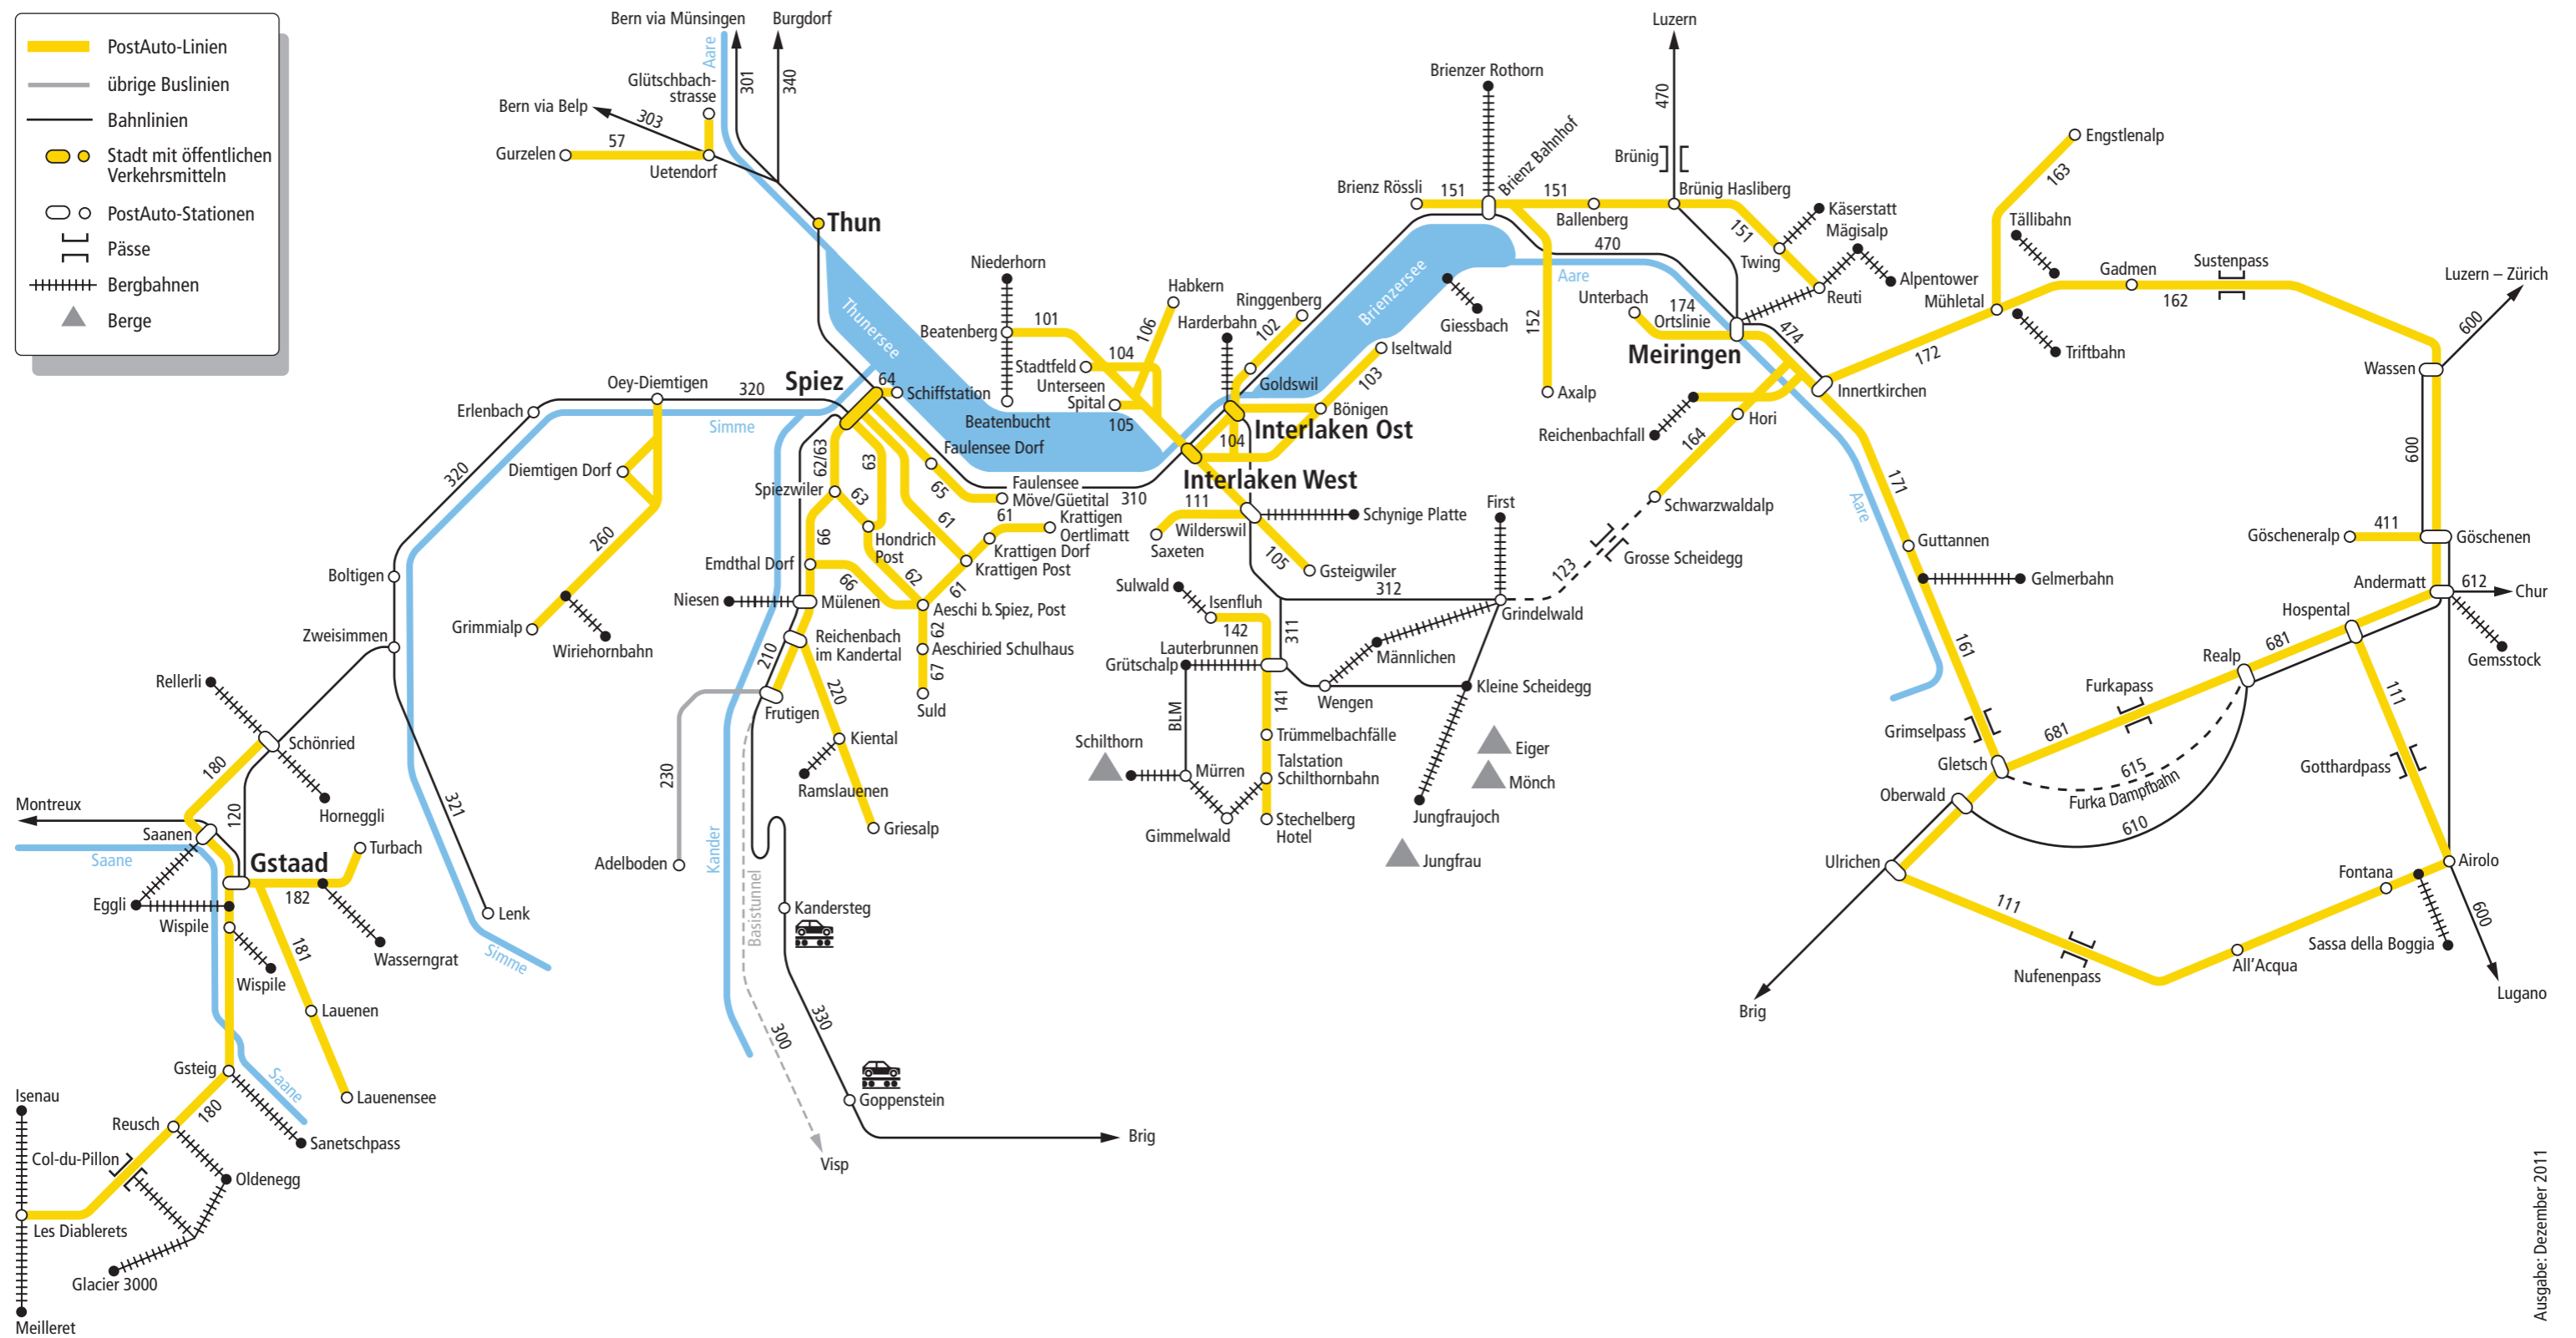 PostAuto-Linien
übrige Buslinien
Bahnlinien
Stadt mit öffentlichen
Verkehrsmitteln
PostAuto-Stationen
Pässe
Bergbahnen
Berge
Bern via Münsingen
Burgdorf
Aare
301
340
Glütschbach-
strasse
Bern via Belp
303
57
Gurzelen
Uetendorf
Thun
Thunersee
Niederhorn
Beatenberg
101
Habkern
106
104
Stadtfeld
Unterseen
Spital
Beatenbucht
105
Ringgenberg
Harderbahn
102
Goldswil
Iseltwald
103
Bönigen
Interlaken Ost
104
Interlaken West
Brienzersee
Giessbach
Brienzer Rothorn
Brienz Bahnhof
Brienz Rössli
151
151
Ballenberg
Luzern
470
Brünig
Brünig Hasliberg
151
Twing
Käserstatt
Mägisalp
Alpentower
Reuti
470
Aare
152
Axalp
Unterbach
174
Ortslinie
Meiringen
474
Innertkirchen
Reichenbachfall
Hori
164
Schwarzwaldalp
Grosse Scheidegg
123
Engstlenalp
163
Tällibahn
Mühletal
172
Triftbahn
Gadmen
162
Sustenpass
Luzern – Zürich
600
Wassen
600
Göscheneralp
411
Göschenen
Andermatt
612
Chur
Hospental
Gemsstock
681
Realp
111
Gotthardpass
Furkapass
681
Grimselpass
Gletsch
615
Furka Dampfbahn
610
Oberwald
Ulrichen
Brig
111
Nufenenpass
All'Acqua
Fontana
Sassa della Boggia
Airolo
600
Lugano
171
Aare
Guttannen
Gelmerbahn
161
Oey-Diemtigen
320
Erlenbach
Simme
320
Diemtigen Dorf
260
Boltigen
Grimmialp
Wiriehornbahn
Zweisimmen
321
Lenk
Simme
Spiez
64
Schiffstation
Faulensee Dorf
65
Faulensee
Möve/Güetital
310
62/63
63
Spiezwiler
63
Hondrich
Post
61
61
Krattigen
Oertlimatt
Krattigen Dorf
Krattigen Post
66
Emdthal Dorf
66
62
61
Niesen
Mülenen
Aeschi b. Spiez, Post
62
Aeschiried Schulhaus
67
Suld
Reichenbach
im Kandertal
210
220
Frutigen
Kiental
Ramslauenen
Griesalp
230
Adelboden
Kander
Basistunnel
300
Visp
Kandersteg
330
Goppenstein
Brig
111
Wilderswil
Saxeten
Schynige Platte
105
Gsteigwiler
First
312
Grindelwald
Sulwald
Isenfluh
142
311
Lauterbrunnen
Grütschalp
Männlichen
Wengen
Kleine Scheidegg
BLM
141
Trümmelbachfälle
Schilthorn
Mürren
Talstation
Schilthornbahn
Gimmelwald
Stechelberg
Hotel
Eiger
Mönch
Jungfraujoch
Jungfrau
Rellerli
Schönried
180
Horneggli
120
Montreux
Saanen
Saane
Gstaad
Turbach
182
Eggli
Wispile
181
Wasserngrat
Wispile
Lauenen
Lauenensee
Gsteig
Saane
180
Reusch
Sanetschpass
Isenau
Col-du-Pillon
Oldenegg
Les Diablerets
Glacier 3000
Meilleret
Ausgabe: Dezember 2011